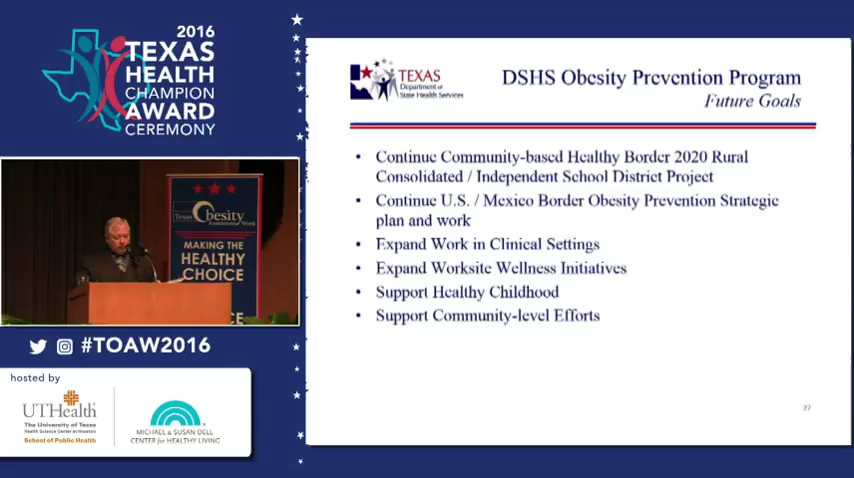 2016
TEXAS
HEALTH
CHAMPION
AWARD
CEREMONY
Texas Obesity
Awareness Week
MAKING THE
HEALTHY
CHOICE
#TOAW2016
hosted by
UTHealth
The University of Texas
Health Science Center at Houston
School of Public Health
MICHAEL & SUSAN DELL
CENTER for HEALTHY LIVING
TEXAS
Department of
State Health Services
DSHS Obesity Prevention Program
Future Goals
• Continue Community-based Healthy Border 2020 Rural
Consolidated / Independent School District Project
• Continue U.S. / Mexico Border Obesity Prevention Strategic
plan and work
• Expand Work in Clinical Settings
• Expand Worksite Wellness Initiatives
• Support Healthy Childhood
• Support Community-level Efforts
27